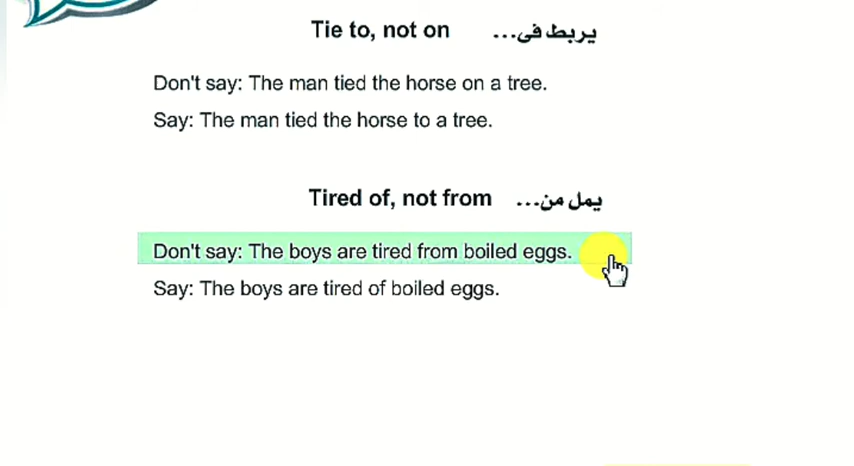 Tie to, not on يربط فى...
Don't say: The man tied the horse on a tree.
Say: The man tied the horse to a tree.
Tired of, not from يمل من...
Don't say: The boys are tired from boiled eggs.
Say: The boys are tired of boiled eggs.